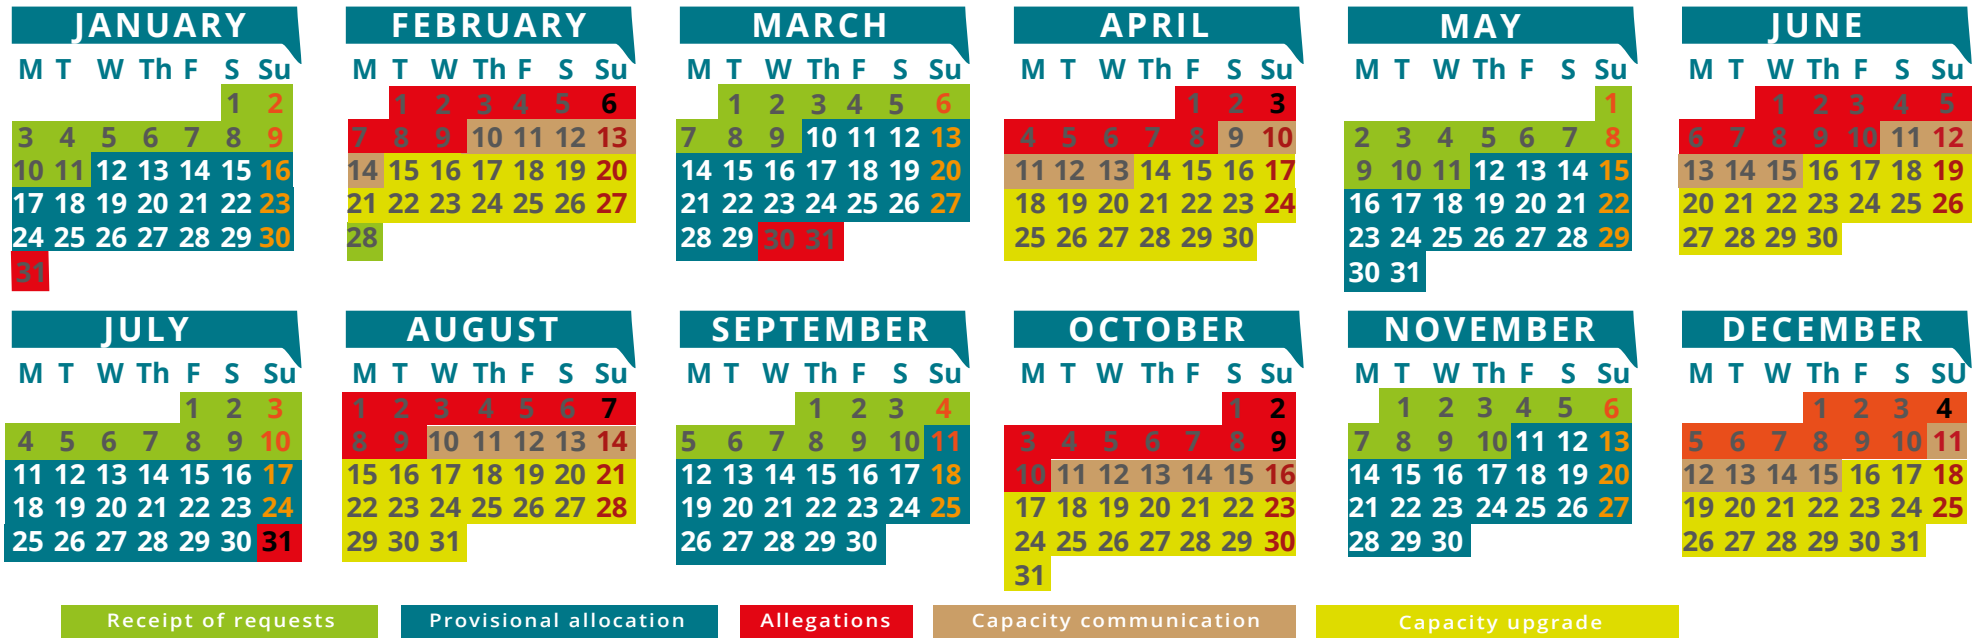 JANUARY
M T W Th F S Su
1 2
3 4 5 6 7 8 9
10 11 12 13 14 15 16
17 18 19 20 21 22 23
24 25 26 27 28 29 30
31
FEBRUARY
M T W Th F S Su
1 2 3 4 5 6
7 8 9 10 11 12 13
14 15 16 17 18 19 20
21 22 23 24 25 26 27
28
MARCH
M T W Th F S Su
1 2 3 4 5 6
7 8 9 10 11 12 13
14 15 16 17 18 19 20
21 22 23 24 25 26 27
28 29 30 31
APRIL
M T W Th F S Su
1 2 3
4 5 6 7 8 9 10
11 12 13 14 15 16 17
18 19 20 21 22 23 24
25 26 27 28 29 30
MAY
M T W Th F S Su
1
2 3 4 5 6 7 8
9 10 11 12 13 14 15
16 17 18 19 20 21 22
23 24 25 26 27 28 29
30 31
JUNE
M T W Th F S Su
1 2 3 4 5
6 7 8 9 10 11 12
13 14 15 16 17 18 19
20 21 22 23 24 25 26
27 28 29 30
JULY
M T W Th F S Su
1 2 3
4 5 6 7 8 9 10
11 12 13 14 15 16 17
18 19 20 21 22 23 24
25 26 27 28 29 30 31
AUGUST
M T W Th F S Su
1 2 3 4 5 6 7
8 9 10 11 12 13 14
15 16 17 18 19 20 21
22 23 24 25 26 27 28
29 30 31
SEPTEMBER
M T W Th F S Su
1 2 3 4
5 6 7 8 9 10 11
12 13 14 15 16 17 18
19 20 21 22 23 24 25
26 27 28 29 30
OCTOBER
M T W Th F S Su
1 2
3 4 5 6 7 8 9
10 11 12 13 14 15 16
17 18 19 20 21 22 23
24 25 26 27 28 29 30
31
NOVEMBER
M T W Th F S Su
1 2 3 4 5 6
7 8 9 10 11 12 13
14 15 16 17 18 19 20
21 22 23 24 25 26 27
28 29 30
DECEMBER
M T W Th F S SU
1 2 3 4
5 6 7 8 9 10 11
12 13 14 15 16 17 18
19 20 21 22 23 24 25
26 27 28 29 30 31
Receipt of requests
Provisional allocation
Allegations
Capacity communication
Capacity upgrade